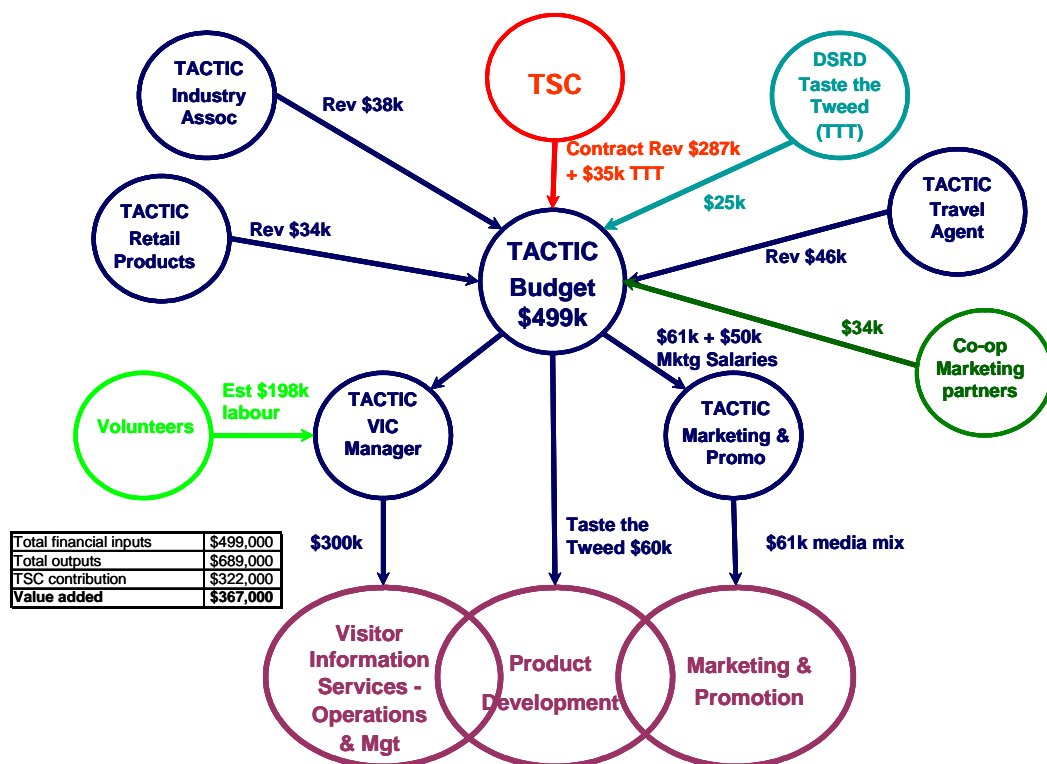 TACTIC
Industry
Assoc
Rev $38k
TSC
Contract Rev $287k
+ $35k TTT
DSRD
Taste the
Tweed
(TTT)
$25k
TACTIC
Retail
Products
Rev $34k
TACTIC
Travel
Agent
Rev $46k
TACTIC
Budget
$499k
$34k
Co-op
Marketing
partners
$61k + $50k
Mktg Salaries
Volunteers
Est $198k
labour
TACTIC
VIC
Manager
TACTIC
Marketing &
Promo
Total financial inputs $499,000
Total outputs $689,000
TSC contribution $322,000
Value added $367,000
$300k
Taste the
Tweed $60k
$61k media mix
Visitor
Information
Services -
Operations
& Mgt
Product
Development
Marketing &
Promotion